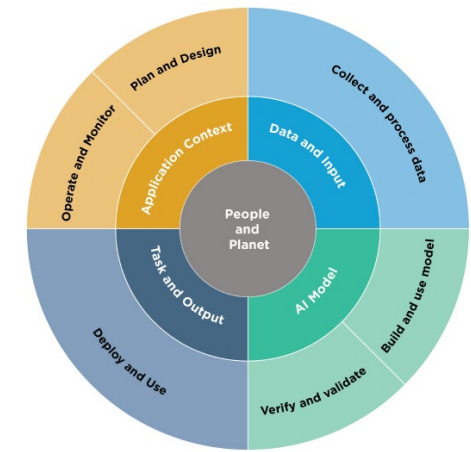 Plan and Design
Collect and process data
Operate and Monitor
Application Context
Data and Input
People
and
Planet
Task and Output
AI Model
Build and use model
Deploy and Use
Verify and validate